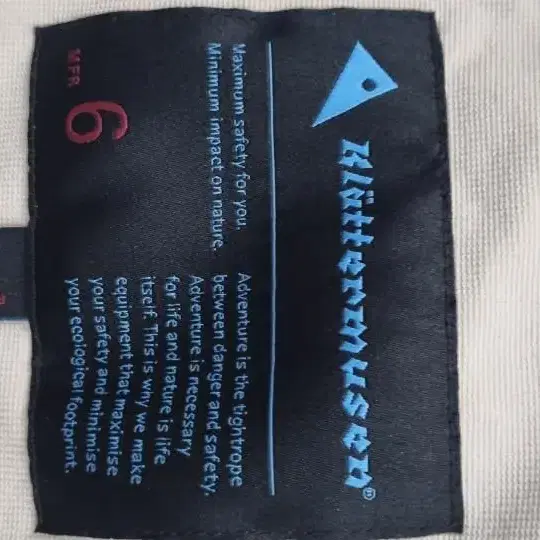 Klättermusen®
Maximum safety for you.
Minimum impact on nature.
MFR
6
Adventure is the tightrope
between danger and safety.
Adventure is necessary
for life and nature is life
itself. This is why we make
equipment that maximise
your safety and minimise
your ecological footprint.